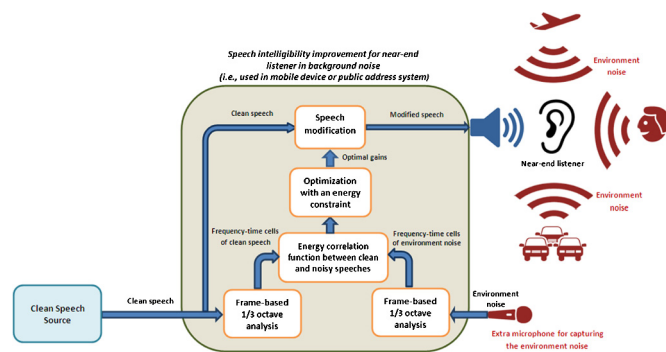 Speech intelligibility improvement for near-end
listener in background noise
(i.e., used in mobile device or public address system)
Environment
noise
Clean speech
Speech
modification
Modified speech
Near-end listener
Optimal gains
Optimization
with an energy
constraint
Environment
noise
Frequency-time cells
of clean speech
Frequency-time cells
of environment noise
Energy correlation
function between clean
and noisy speeches
Clean Speech
Source
Clean speech
Frame-based
1/3 octave
analysis
Frame-based
1/3 octave
analysis
Environment
noise
Extra microphone for capturing
the environment noise